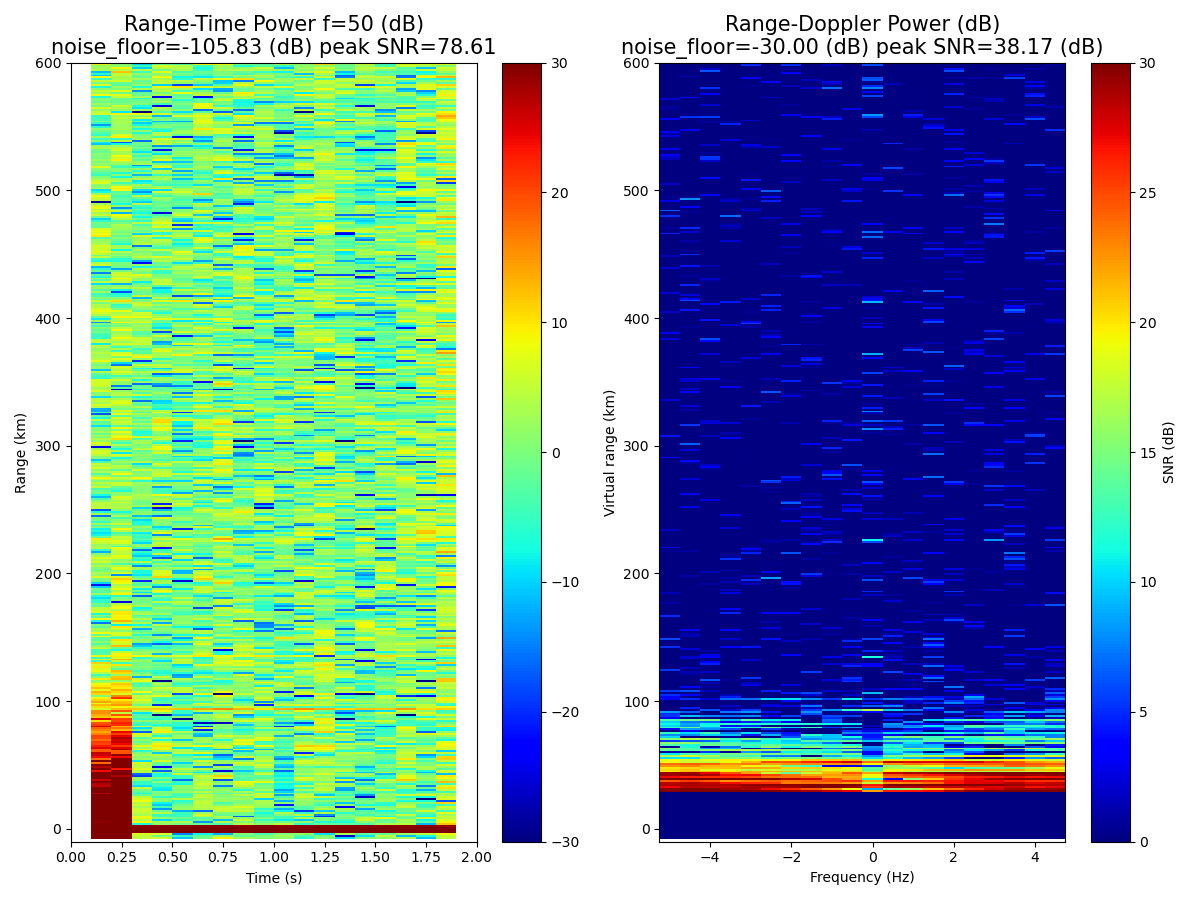 Range-Time Power f=50 (dB)
noise_floor=-105.83 (dB) peak SNR=78.61
Range (km)
600
500
400
300
200
100
0
0.00 0.25 0.50 0.75 1.00 1.25 1.50 1.75 2.00
Time (s)
30
20
10
0
−10
−20
−30
Range-Doppler Power (dB)
noise_floor=-30.00 (dB) peak SNR=38.17 (dB)
Virtual range (km)
600
500
400
300
200
100
0
−4 −2 0 2 4
Frequency (Hz)
30
25
20
15
10
5
0
SNR (dB)